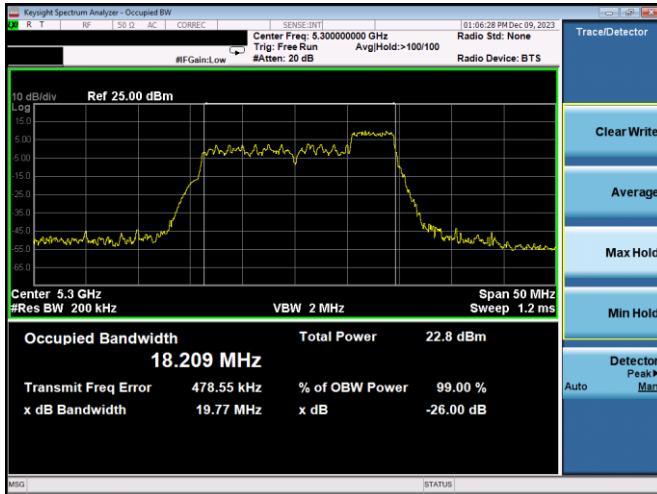 Keysight Spectrum Analyzer - Occupied BW
LXI R T RF 50 Ω AC CORREC SENSE:INT 01:06:28 PM Dec 09, 2023
Center Freq: 5.300000000 GHz Radio Std: None
Trig: Free Run Avg|Hold:>100/100
#IFGain:Low #Atten: 20 dB Radio Device: BTS
Trace/Detector
10 dB/div Ref 25.00 dBm
Log
15.0
5.00
-5.00
-15.0
-25.0
-35.0
-45.0
-55.0
-65.0
Center 5.3 GHz Span 50 MHz
#Res BW 200 kHz VBW 2 MHz Sweep 1.2 ms
Occupied Bandwidth Total Power 22.8 dBm
18.209 MHz
Transmit Freq Error 478.55 kHz % of OBW Power 99.00 %
x dB Bandwidth 19.77 MHz x dB -26.00 dB
Clear Write
Average
Max Hold
Min Hold
Detector
Peak▶
Auto Man
MSG STATUS